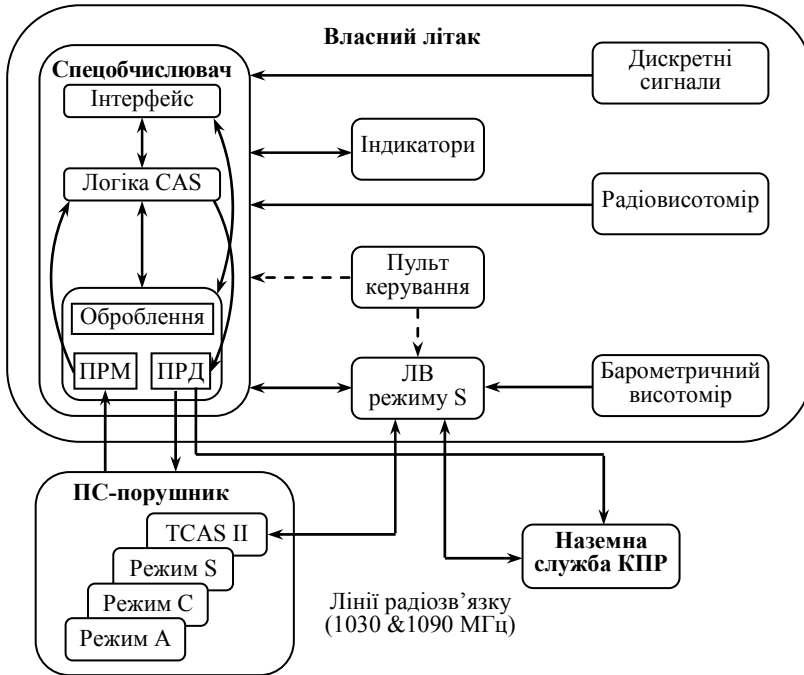 Власний літак
Спецобчислювач
Інтерфейс
Логіка CAS
Оброблення
ПРМ
ПРД
Дискретні
сигнали
Індикатори
Радіовисотомір
Пульт
керування
ЛВ
режиму S
Барометричний
висотомір
ПС-порушник
TCAS II
Режим S
Режим C
Режим A
Наземна
служба КПР
Лінії радіозв’язку
(1030 &1090 МГц)